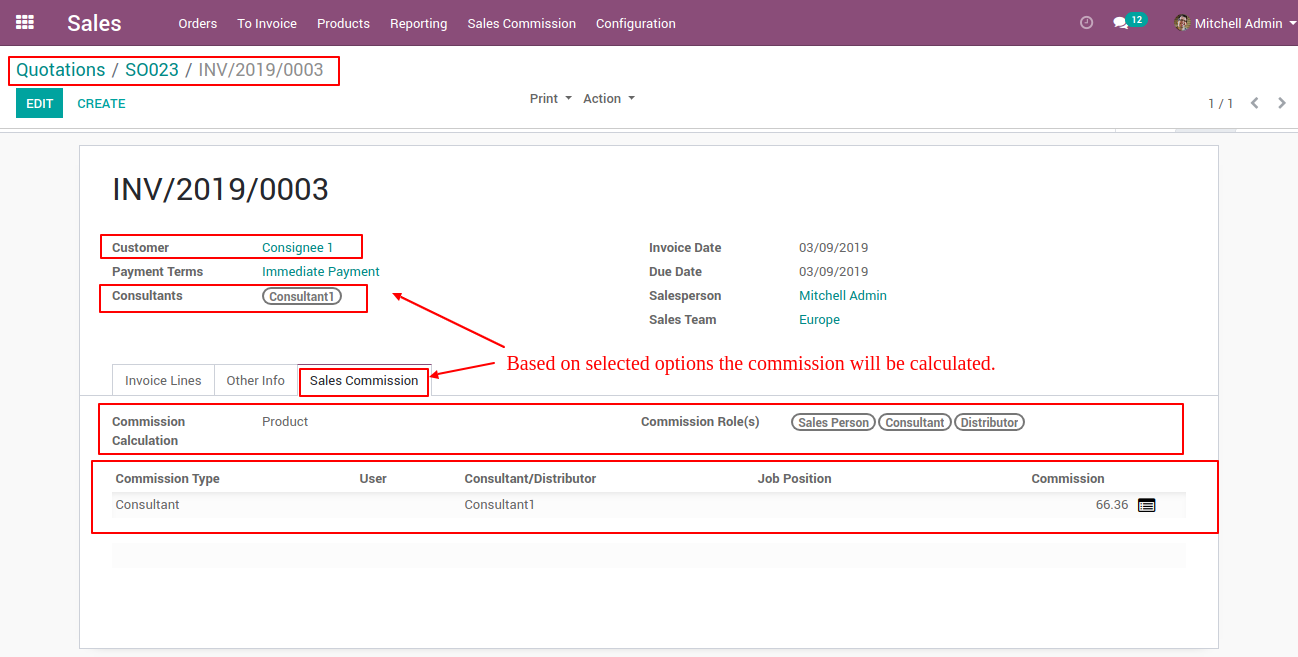 Sales Orders To Invoice Products Reporting Sales Commission Configuration 12 Mitchell Admin
Quotations / SO023 / INV/2019/0003
EDIT CREATE Print Action 1 / 1
INV/2019/0003
Customer Consignee 1 Invoice Date 03/09/2019
Payment Terms Immediate Payment Due Date 03/09/2019
Consultants Consultant1 Salesperson Mitchell Admin
Sales Team Europe
Based on selected options the commission will be calculated.
Invoice Lines Other Info Sales Commission
Commission Product Commission Role(s) Sales Person Consultant Distributor
Calculation
Commission Type User Consultant/Distributor Job Position Commission
Consultant Consultant1 66.36